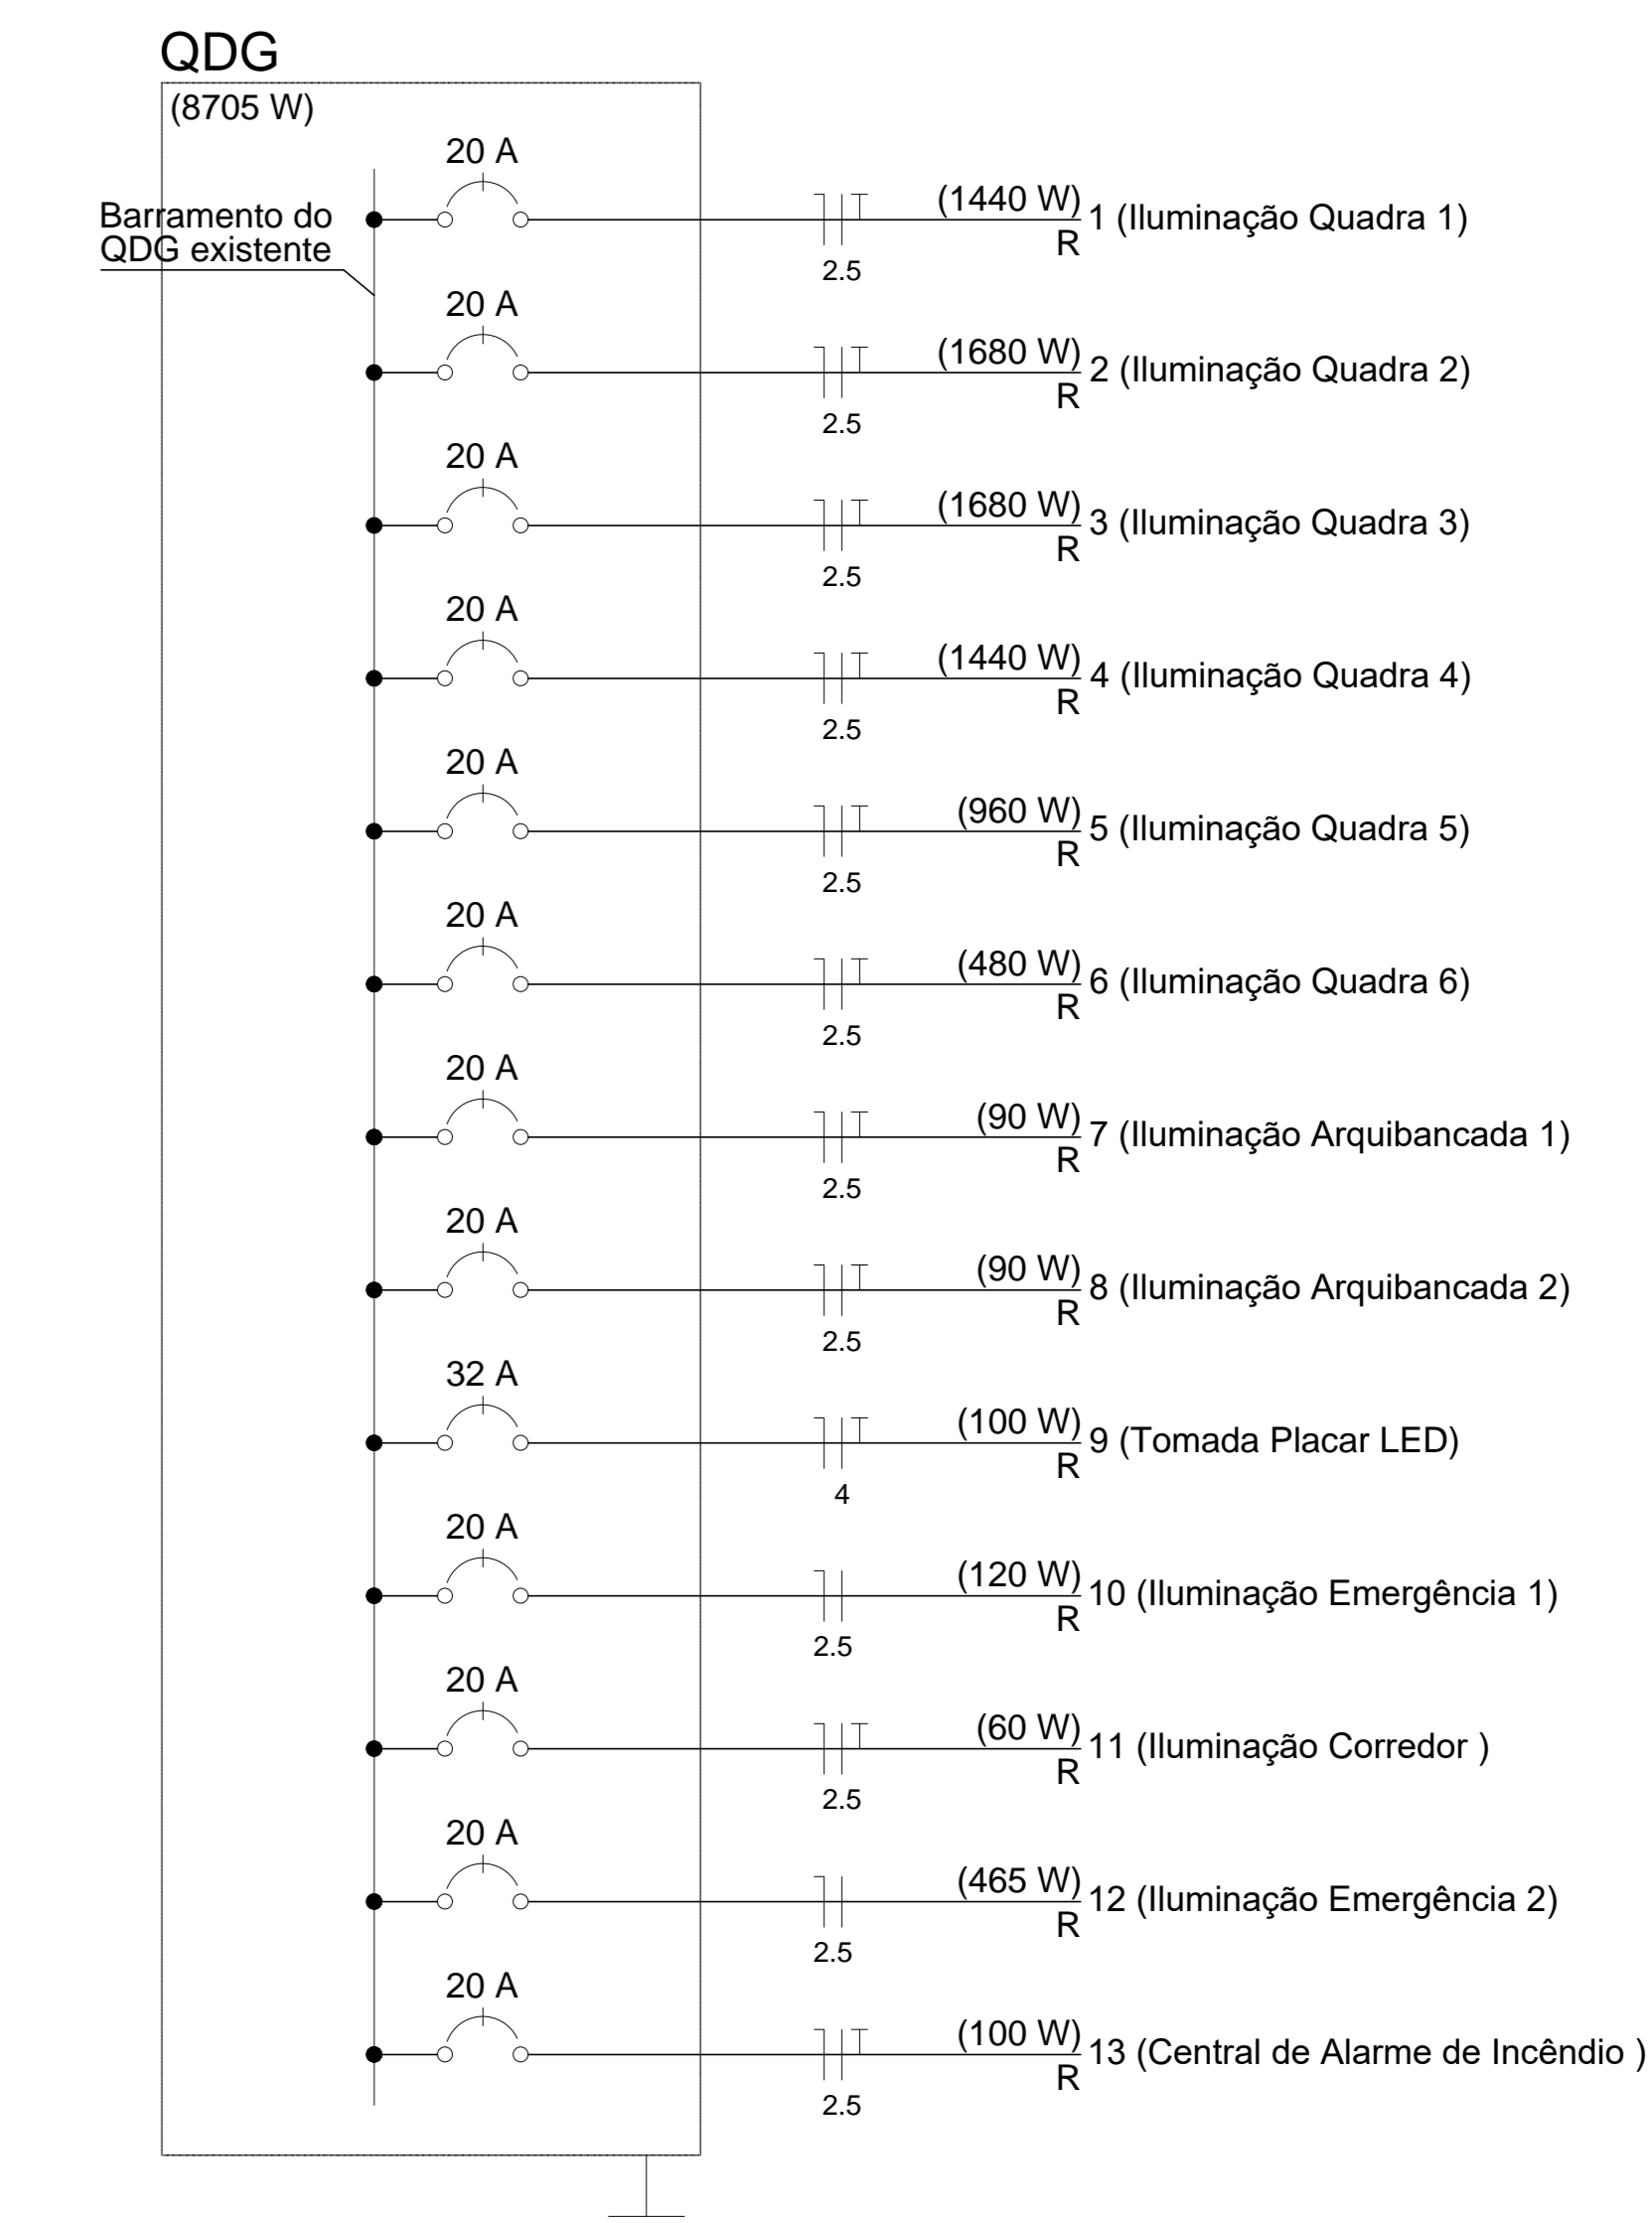 QDG
(8705 W)
Barramento do
QDG existente
20 A
(1440 W)
1 (Iluminação Quadra 1)
R
2.5
20 A
(1680 W)
2 (Iluminação Quadra 2)
R
2.5
20 A
(1680 W)
3 (Iluminação Quadra 3)
R
2.5
20 A
(1440 W)
4 (Iluminação Quadra 4)
R
2.5
20 A
(960 W)
5 (Iluminação Quadra 5)
R
2.5
20 A
(480 W)
6 (Iluminação Quadra 6)
R
2.5
20 A
(90 W)
7 (Iluminação Arquibancada 1)
R
2.5
20 A
(90 W)
8 (Iluminação Arquibancada 2)
R
2.5
32 A
(100 W)
9 (Tomada Placar LED)
R
4
20 A
(120 W)
10 (Iluminação Emergência 1)
R
2.5
20 A
(60 W)
11 (Iluminação Corredor )
R
2.5
20 A
(465 W)
12 (Iluminação Emergência 2)
R
2.5
20 A
(100 W)
13 (Central de Alarme de Incêndio )
R
2.5